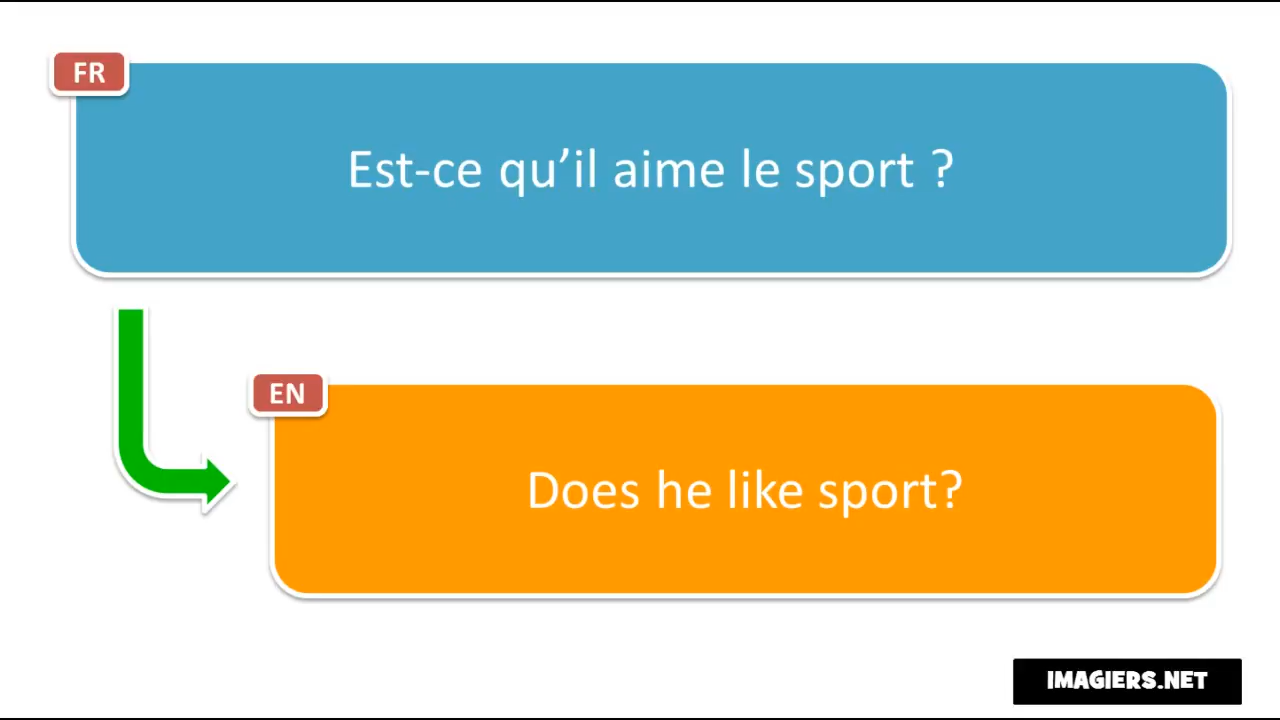 FR
Est-ce qu’il aime le sport ?
EN
Does he like sport?
IMAGIERS.NET